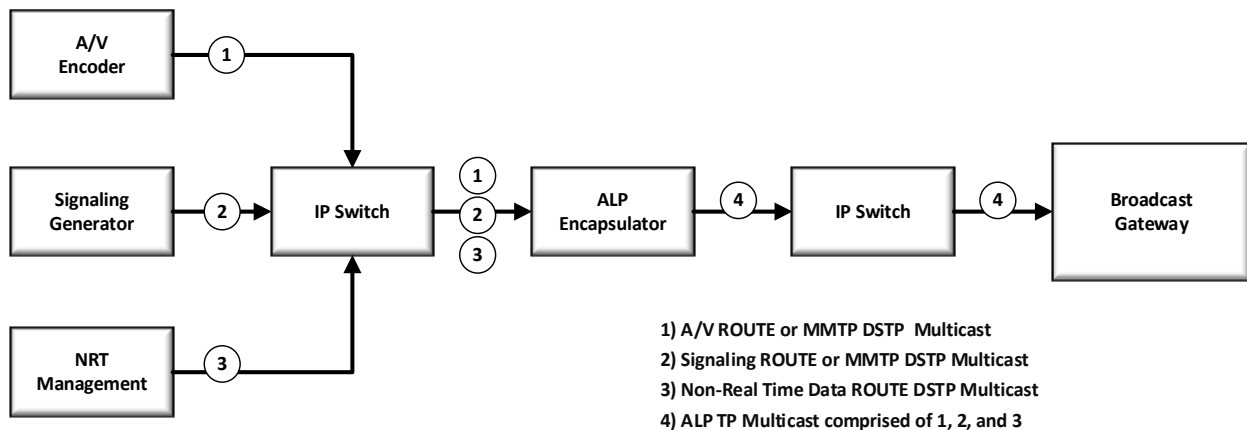 A/V
Encoder
1
Signaling
Generator
2
IP Switch
1
2
3
ALP
Encapsulator
4
IP Switch
4
Broadcast
Gateway
NRT
Management
3
1) A/V ROUTE or MMTP DSTP Multicast
2) Signaling ROUTE or MMTP DSTP Multicast
3) Non-Real Time Data ROUTE DSTP Multicast
4) ALP TP Multicast comprised of 1, 2, and 3